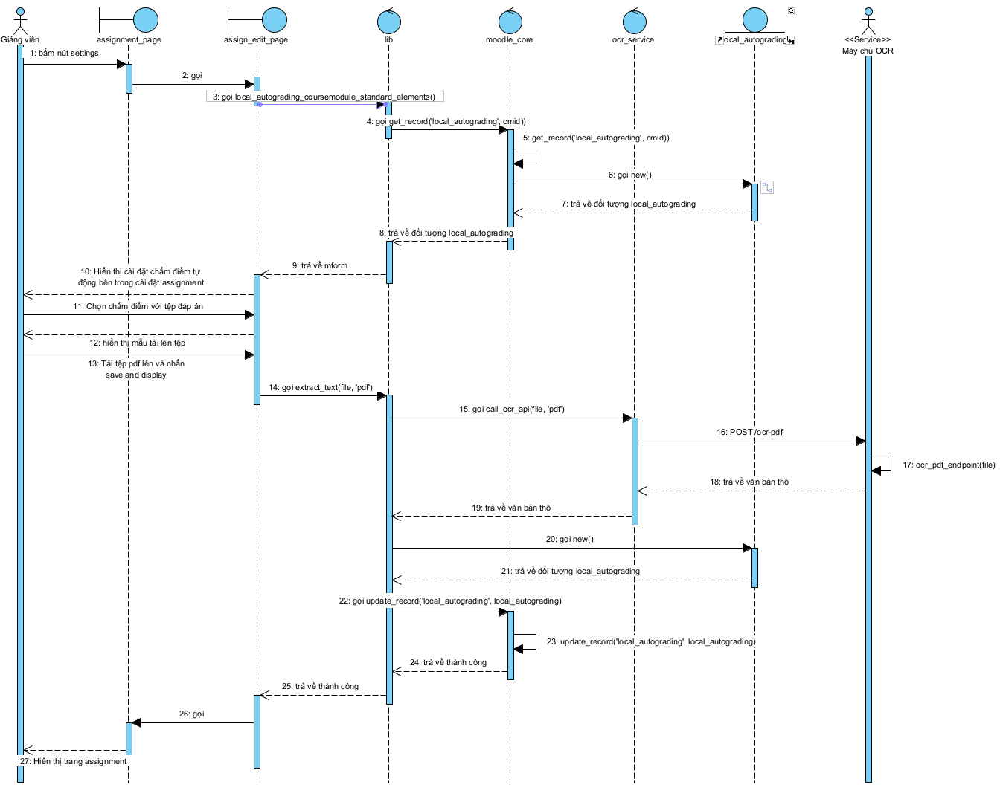 Giảng viên
assignment_page
assign_edit_page
lib
moodle_core
ocr_service
local_autograding
<<Service>>
Máy chủ OCR
1: bấm nút settings
2: gọi
3: gọi local_autograding_coursemodule_standard_elements()
4: gọi get_record('local_autograding', cmid))
5: get_record('local_autograding', cmid))
6: gọi new()
7: trả về đối tượng local_autograding
8: trả về đối tượng local_autograding
9: trả về mform
10: Hiển thị cài đặt chấm điểm tự
động bên trong cài đặt assignment
11: Chọn chấm điểm với tệp đáp án
12: hiển thị mẫu tải lên tệp
13: Tải tệp pdf lên và nhấn
save and display
14: gọi extract_text(file, 'pdf')
15: gọi call_ocr_api(file, 'pdf')
16: POST /ocr-pdf
17: ocr_pdf_endpoint(file)
18: trả về văn bản thô
19: trả về văn bản thô
20: gọi new()
21: trả về đối tượng local_autograding
22: gọi update_record('local_autograding', local_autograding)
23: update_record('local_autograding', local_autograding)
24: trả về thành công
25: trả về thành công
26: gọi
27: Hiển thị trang assignment